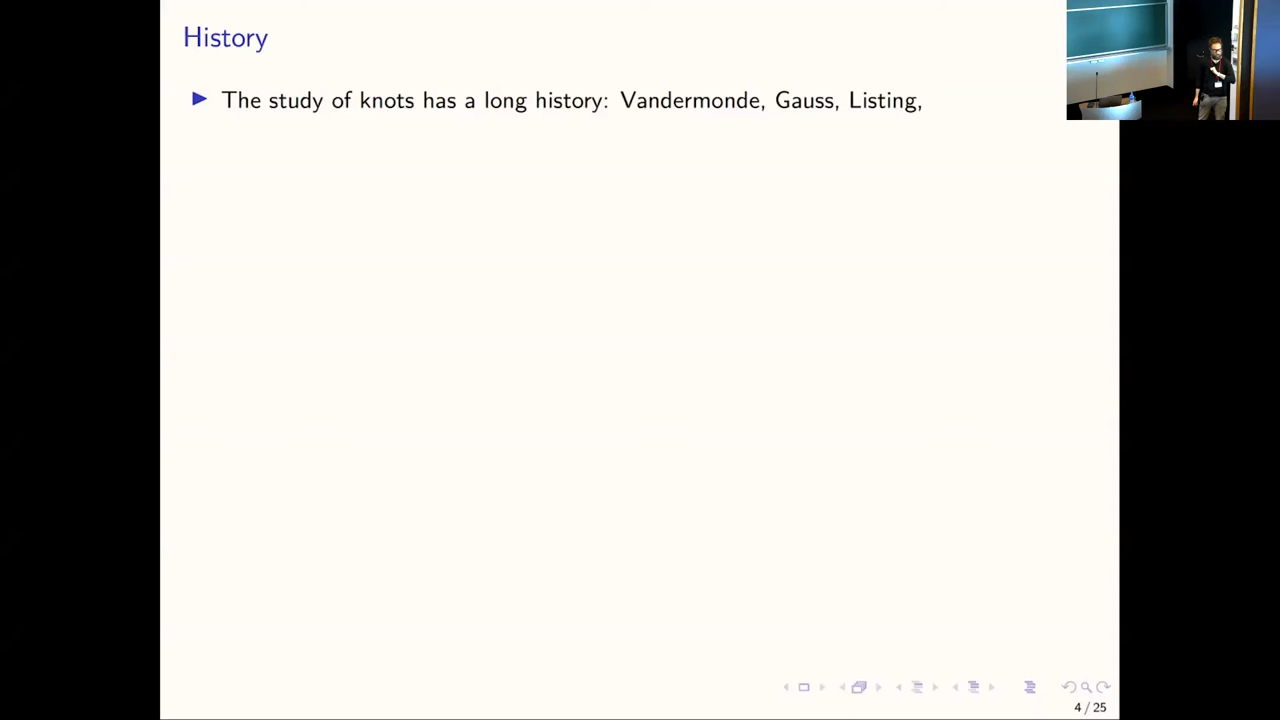 History
The study of knots has a long history: Vandermonde, Gauss, Listing,
4 / 25